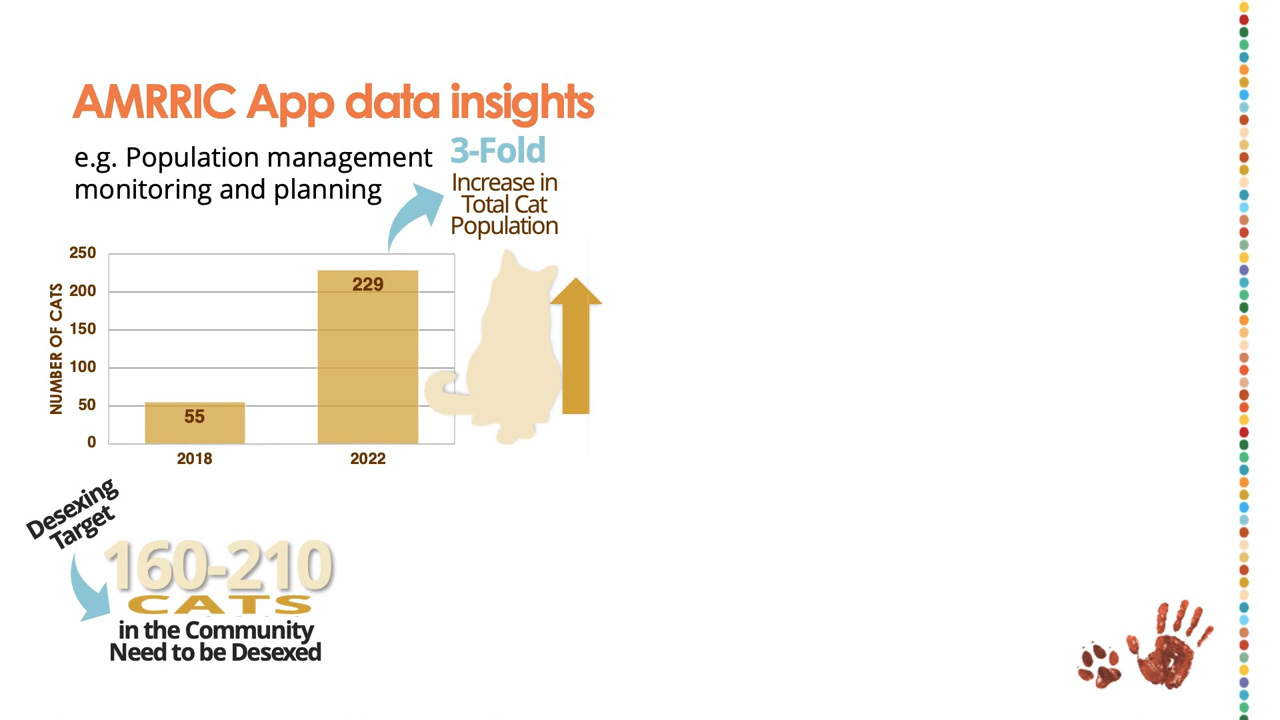 AMRRIC App data insights
e.g. Population management
monitoring and planning
3-Fold
Increase in
Total Cat
Population
NUMBER OF CATS
250
200
150
100
50
0
229
55
2018
2022
Desexing
Target
160-210
CATS
in the Community
Need to be Desexed